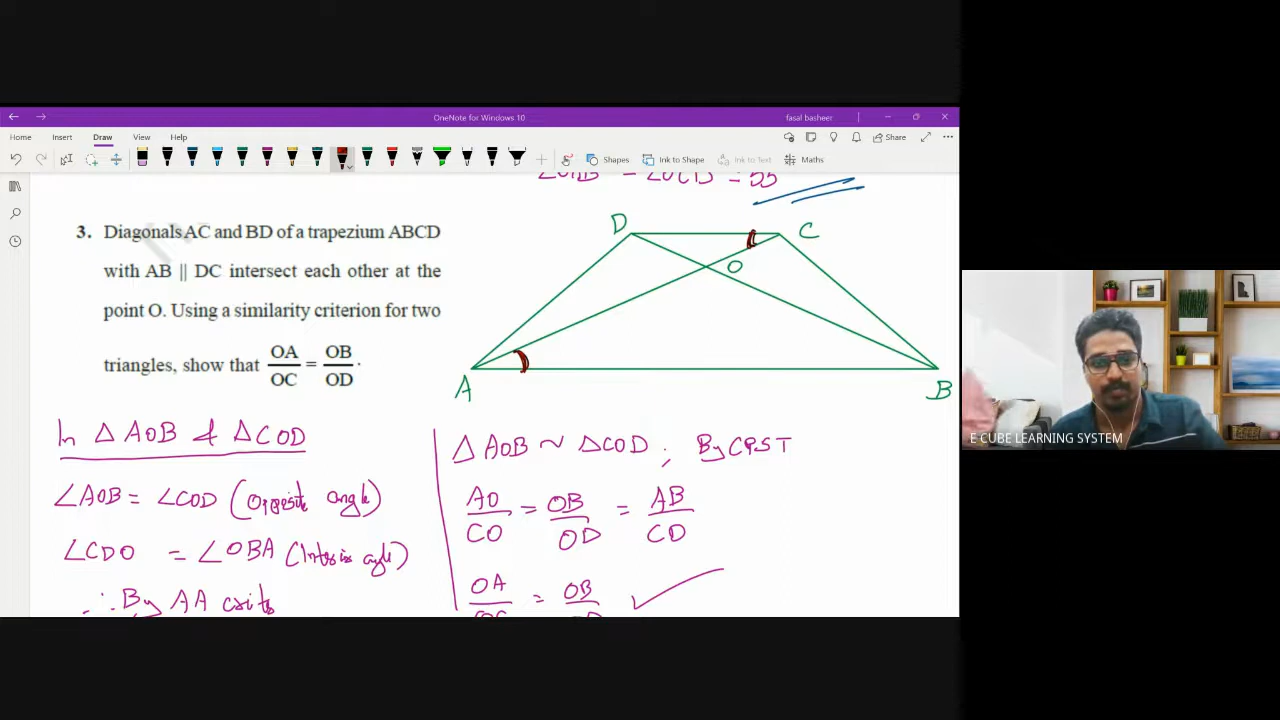 OneNote for Windows 10
fasal basheer
Home Insert Draw View Help
Share
Shapes Ink to Shape Ink to Text Maths
3. Diagonals AC and BD of a trapezium ABCD
with AB || DC intersect each other at the
point O. Using a similarity criterion for two
triangles, show that OA/OC = OB/OD.
D C
O
A B
In △AOB & △COD
∠AOB = ∠COD (opposite angle)
∠CDO = ∠OBA (
angle)
∴ By AA
△AOB ~ △COD ; By CPST
AO/CO = OB/OD = AB/CD
OA = OB
E CUBE LEARNING SYSTEM